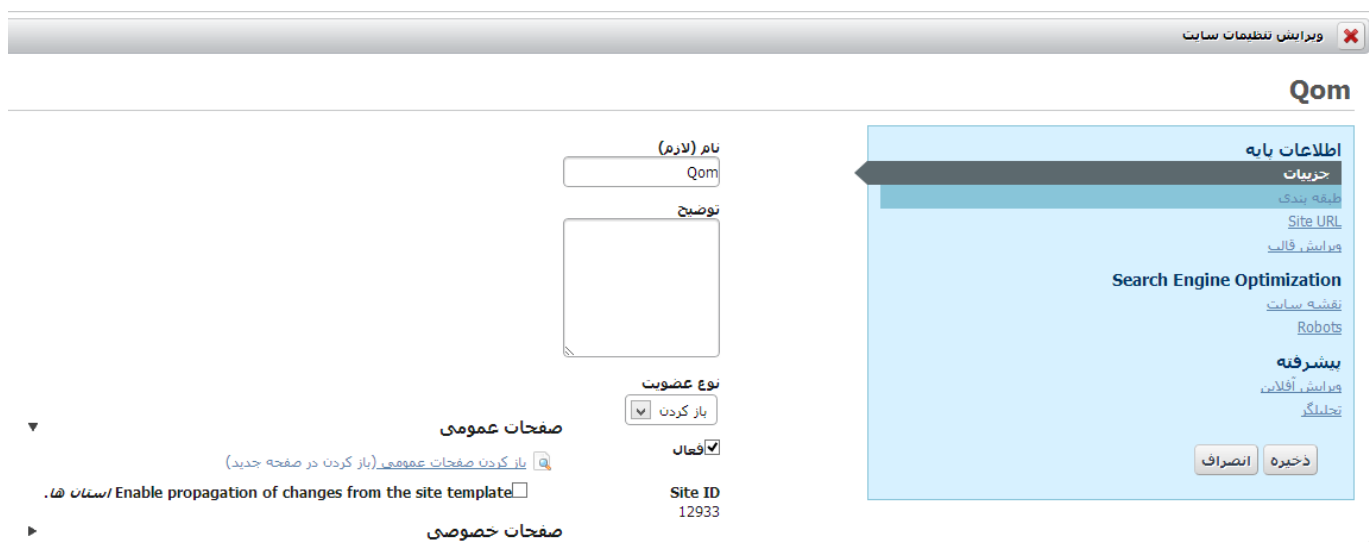 ویرایش تنظیمات سایت
Qom
اطلاعات پایه
جزییات
طبقه بندی
Site URL
ویرایش قالب
Search Engine Optimization
نقشه سایت
Robots
پیشرفته
ویرایش آفلاین
تحلیلگر
ذخیره
انصراف
نام (لازم)
Qom
توضیح
نوع عضویت
باز کردن
فعال
Site ID
12933
صفحات عمومی
باز کردن صفحات عمومی (باز کردن در صفحه جدید)
Enable propagation of changes from the site template استان ها.
صفحات خصوصی